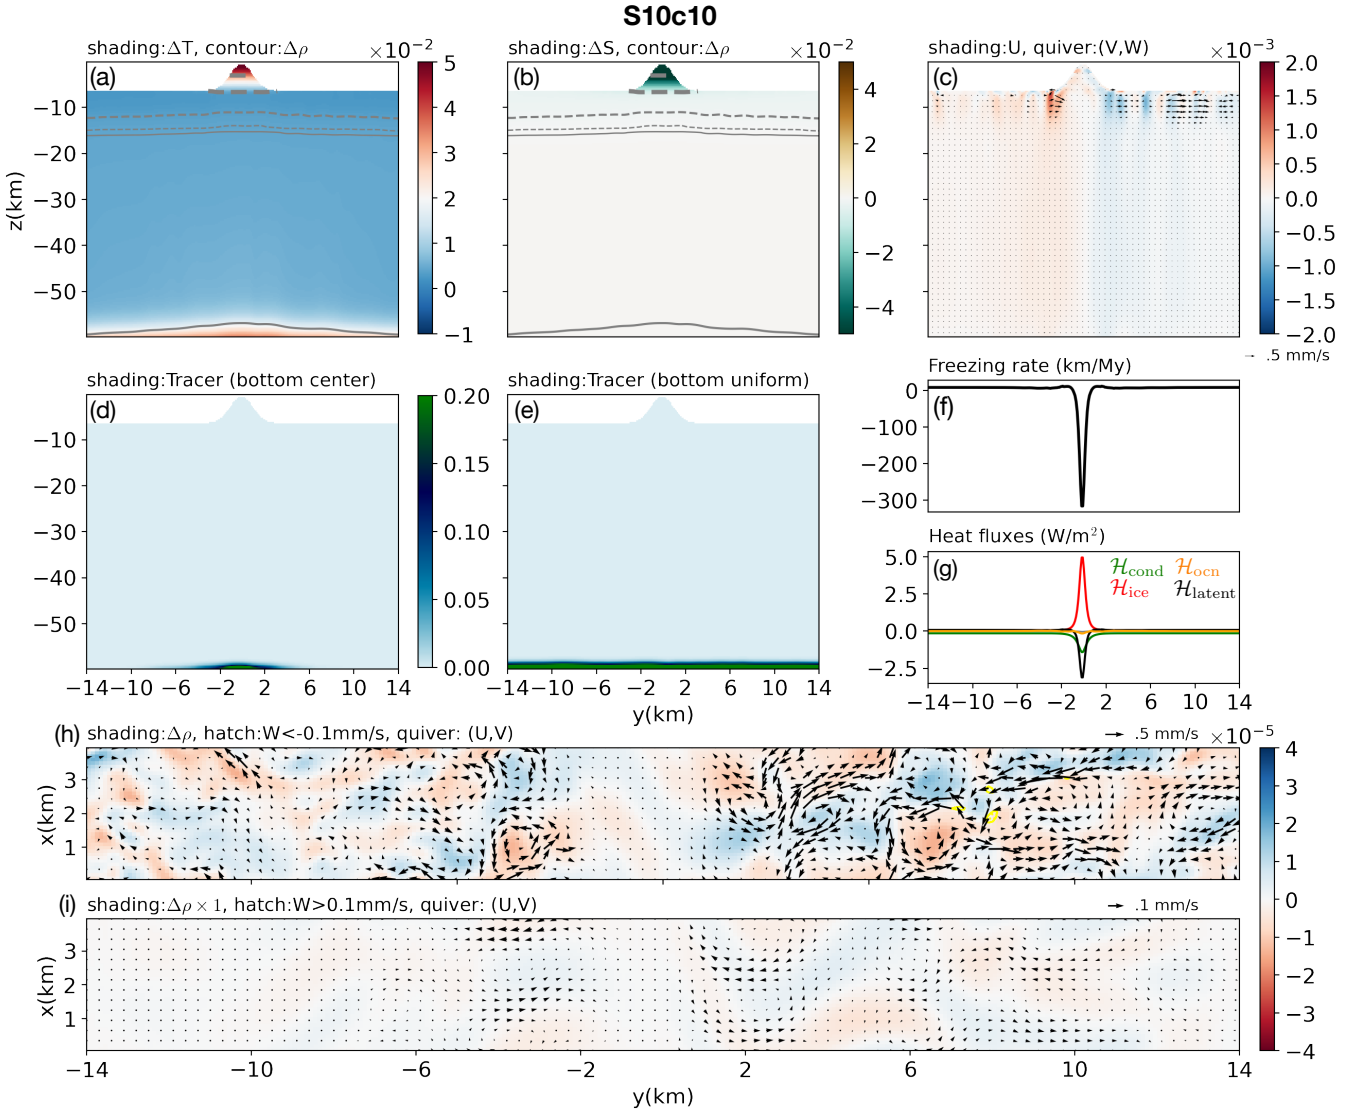 S10c10
shading:ΔT, contour:Δρ ×10⁻²
shading:ΔS, contour:Δρ ×10⁻²
shading:U, quiver:(V,W) ×10⁻³
(a)
(b)
(c)
z(km)
−10
−20
−30
−40
−50
5
4
3
2
1
0
−1
4
2
0
−2
−4
2.0
1.5
1.0
0.5
0.0
−0.5
−1.0
−1.5
−2.0
.5 mm/s
shading:Tracer (bottom center)
shading:Tracer (bottom uniform)
Freezing rate (km/My)
(d)
(e)
(f)
−10
−20
−30
−40
−50
0.20
0.15
0.10
0.05
0.00
0
−100
−200
−300
Heat fluxes (W/m²)
(g)
5.0
2.5
0.0
−2.5
ℋcond ℋocn
ℋice ℋlatent
−14 −10 −6 −2 2 6 10 14
−14 −10 −6 −2 2 6 10 14
−14 −10 −6 −2 2 6 10 14
y(km)
(h) shading:Δρ, hatch:W<-0.1mm/s, quiver: (U,V) .5 mm/s ×10⁻⁵
x(km)
3
2
1
(i) shading:Δρ × 1, hatch:W>0.1mm/s, quiver: (U,V) .1 mm/s
x(km)
3
2
1
4
3
2
1
0
−1
−2
−3
−4
−14 −10 −6 −2 2 6 10 14
y(km)